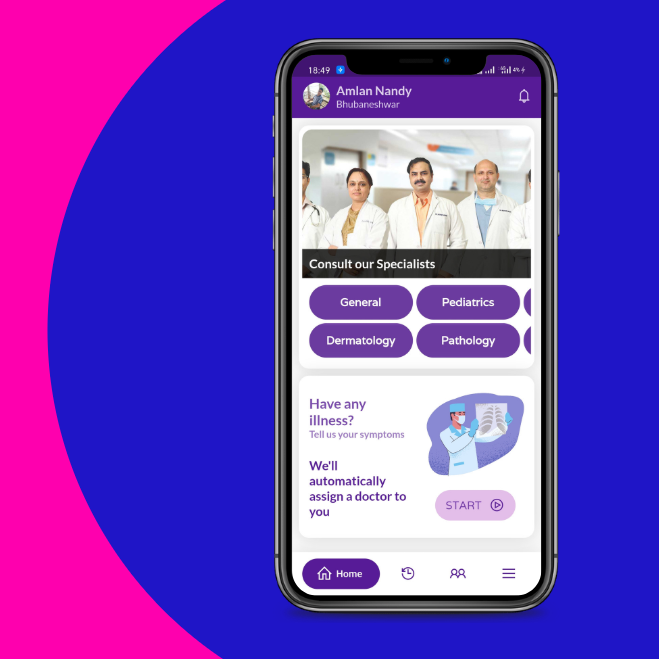 18:49
4%
Amlan Nandy
Bhubaneshwar
Consult our Specialists
General
Pediatrics
Dermatology
Pathology
Have any
illness?
Tell us your symptoms
We'll
automatically
assign a doctor to
you
START
Home